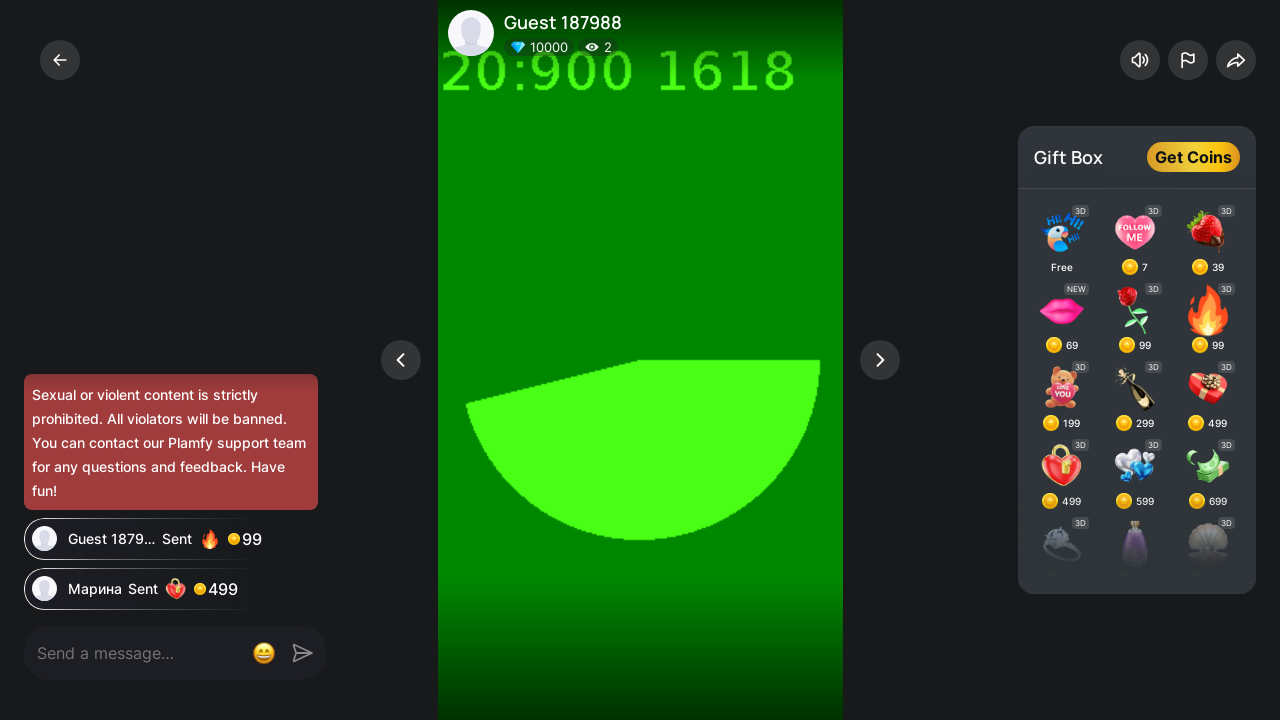 Guest 187988
10000 2
20:900 1618
Gift Box
Get Coins
Hi! Hi! Hi!
3D
FOLLOW ME
3D
3D
Free
7
39
NEW
3D
3D
69
99
99
LOVE YOU
3D
3D
3D
199
299
499
3D
3D
3D
499
599
699
3D
3D
Sexual or violent content is strictly
prohibited. All violators will be banned.
You can contact our Plamfy support team
for any questions and feedback. Have
fun!
Guest 1879... Sent 99
Марина Sent 499
Send a message...